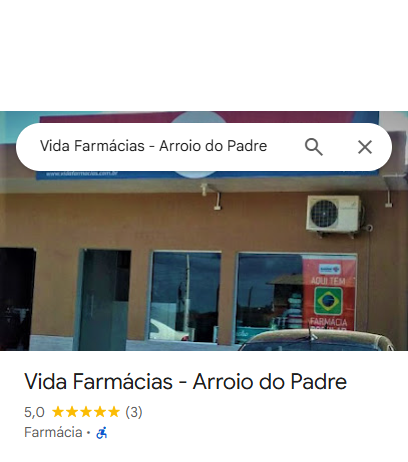 Vida Farmácias - Arroio do Padre
www.vidafarmacias.com.br
AQUI TEM
FARMÁCIA
POPULAR
Vida Farmácias - Arroio do Padre
5,0 (3)
Farmácia •